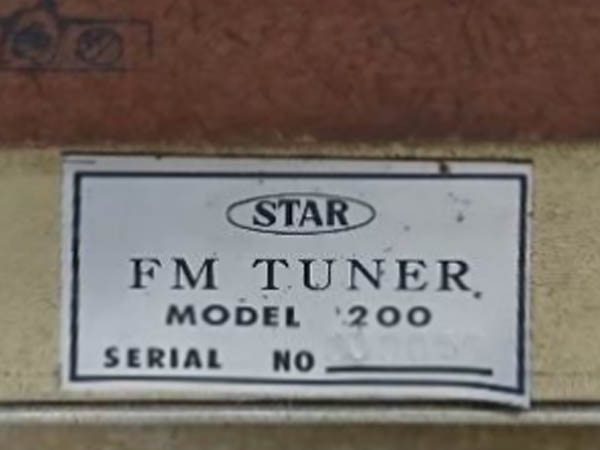 STAR
FM TUNER
MODEL 200
SERIAL NO